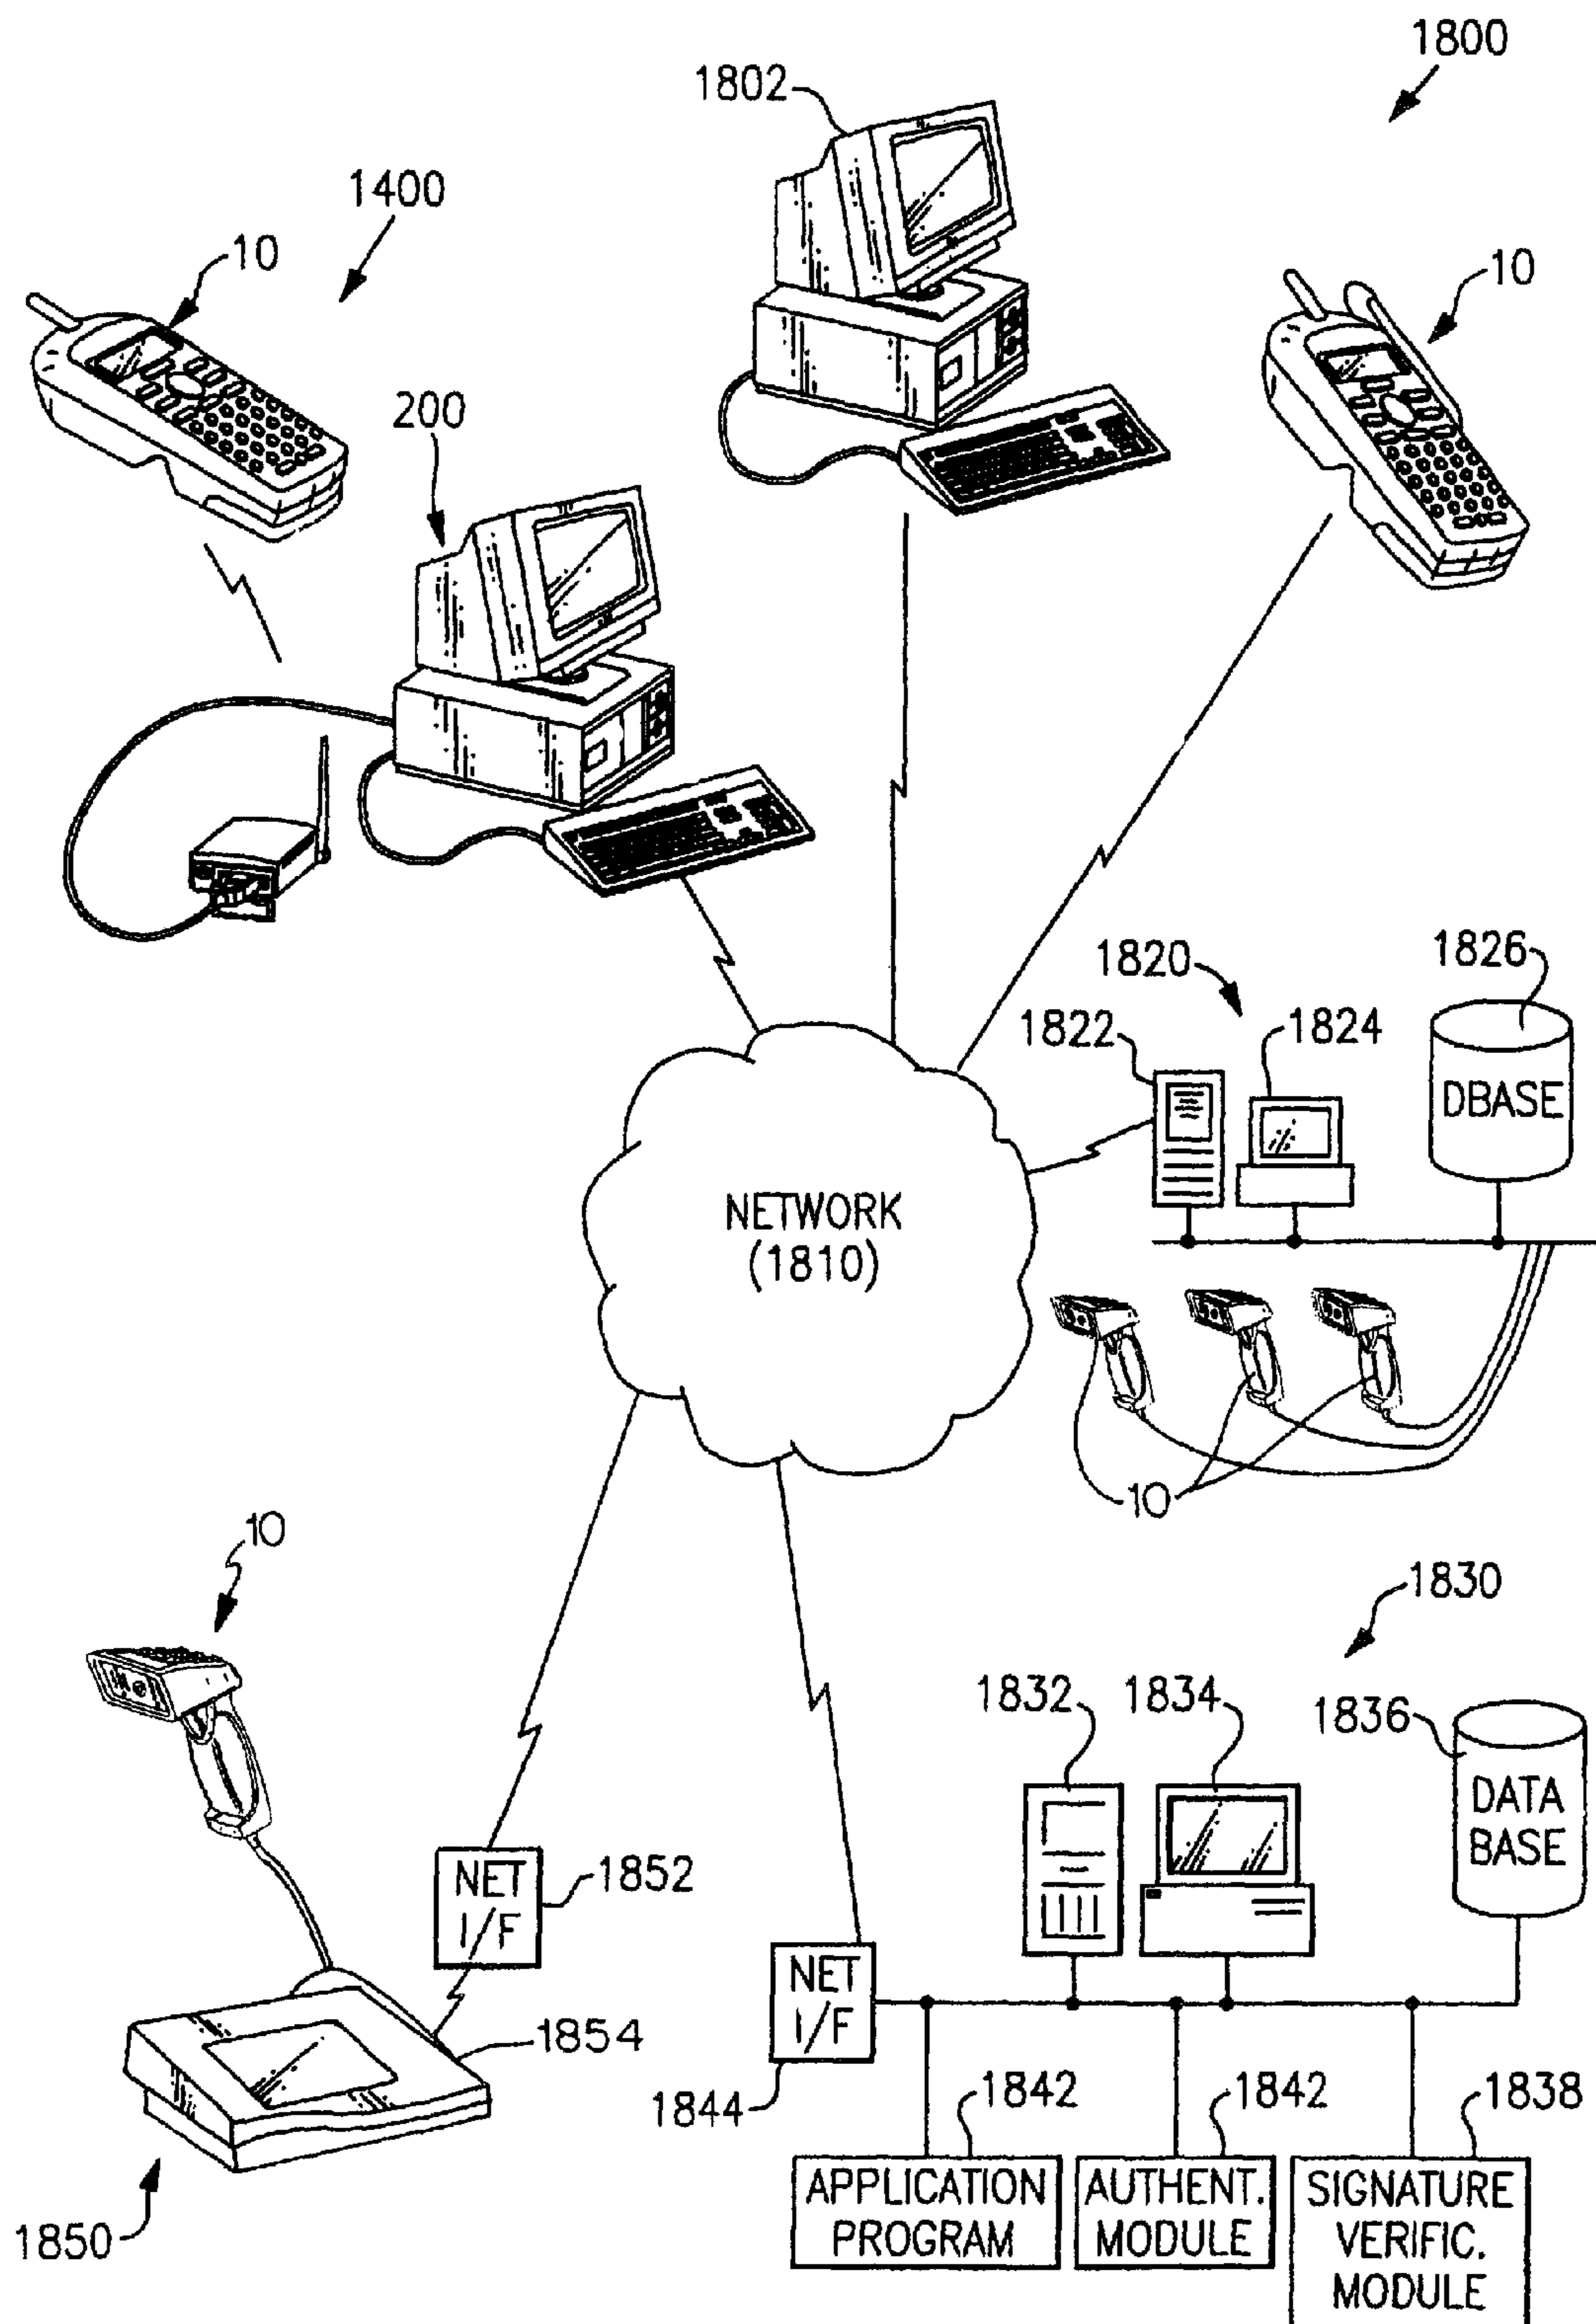 1800
1802
1400
10
10
200
1820
1826
1822
1824
DBASE
NETWORK
(1810)
10
10
1830
1832
1834
1836
DATA
BASE
NET
I/F
1852
NET
I/F
1854
1844
1842
1842
1838
APPLICATION
PROGRAM
AUTHENT.
MODULE
SIGNATURE
VERIFIC.
MODULE
1850